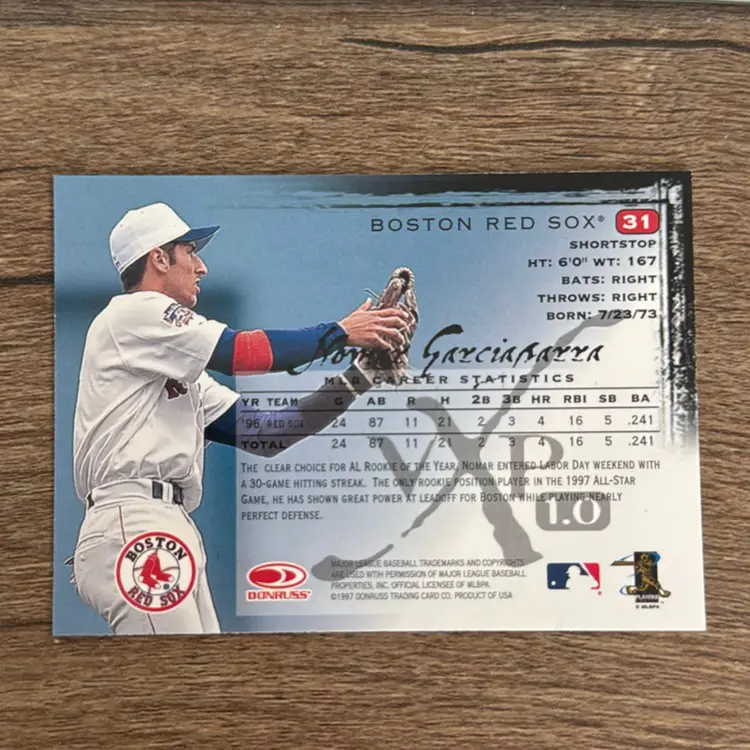 BOSTON RED SOX® 31
SHORTSTOP
HT: 6'0" WT: 167
BATS: RIGHT
THROWS: RIGHT
BORN: 7/23/73
Nomar Garciaparra
MLB CAREER STATISTICS
YR TEAM G AB R H 2B 3B HR RBI SB BA
'96 RED SOX 24 87 11 21 2 3 4 16 5 .241
TOTAL 24 87 11 21 2 3 4 16 5 .241
THE CLEAR CHOICE FOR AL ROOKIE OF THE YEAR, NOMAR ENTERED LABOR DAY WEEKEND WITH
A 30-GAME HITTING STREAK. THE ONLY ROOKIE POSITION PLAYER IN THE 1997 ALL-STAR
GAME, HE HAS SHOWN GREAT POWER AT LEADOFF FOR BOSTON WHILE PLAYING NEARLY
PERFECT DEFENSE.
XP 1.0
BOSTON
RED SOX
DONRUSS®
MAJOR LEAGUE BASEBALL TRADEMARKS AND COPYRIGHTS
ARE USED WITH PERMISSION OF MAJOR LEAGUE BASEBALL
PROPERTIES, INC. OFFICIAL LICENSEE OF MLBPA.
©1997 DONRUSS TRADING CARD CO. PRODUCT OF USA
PLAYERS
© MLBPA